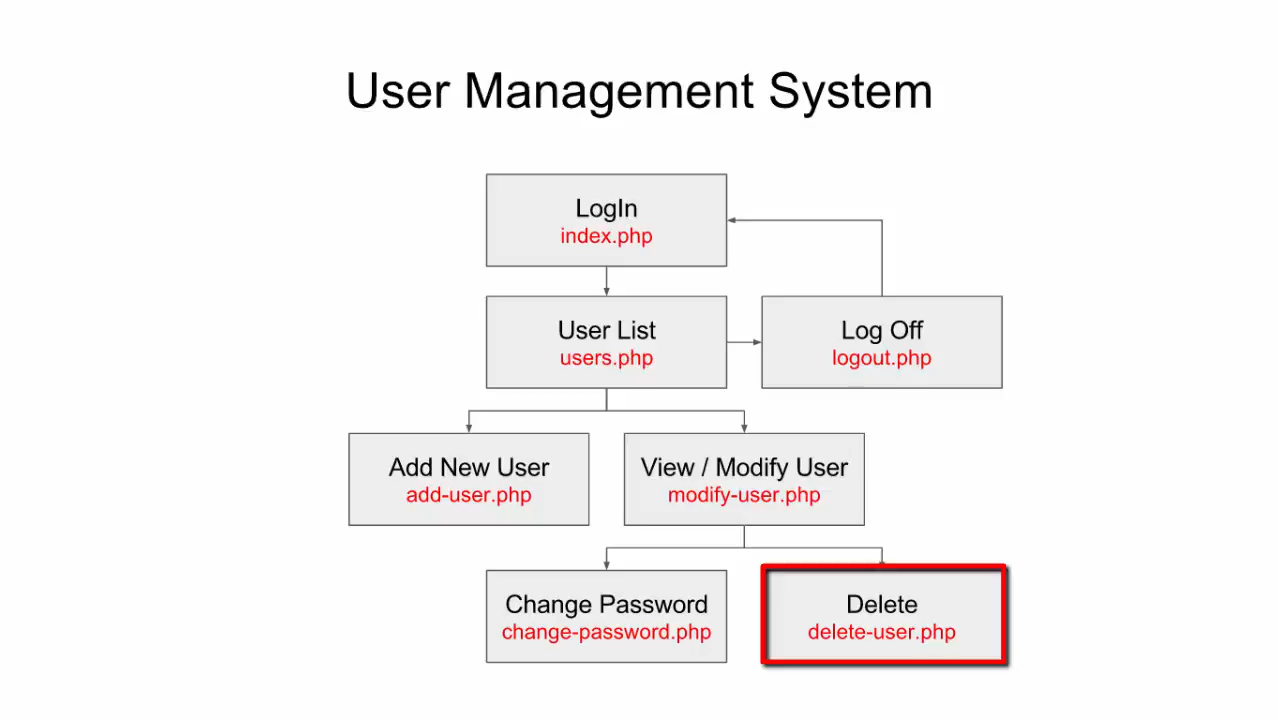 User Management System
LogIn
index.php
User List
users.php
Log Off
logout.php
Add New User
add-user.php
View / Modify User
modify-user.php
Change Password
change-password.php
Delete
delete-user.php